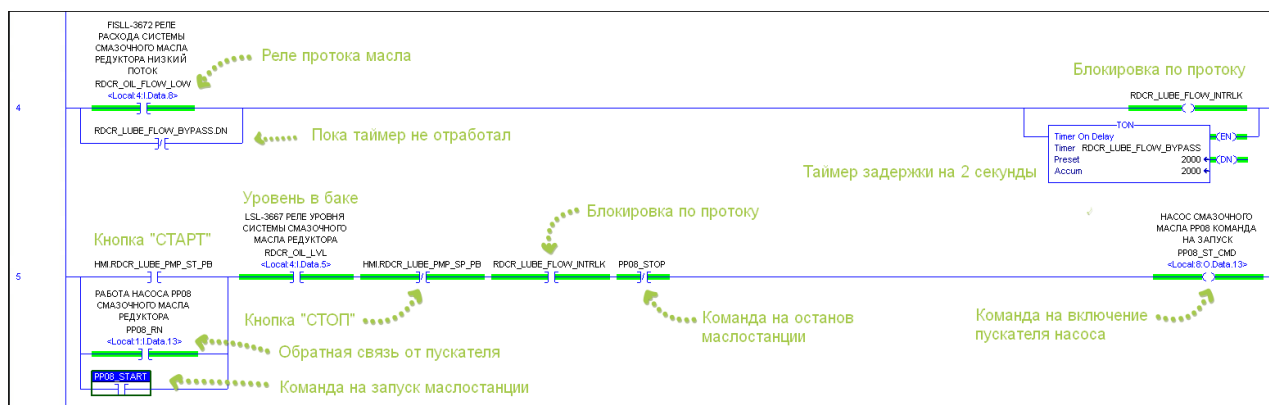 FISLL-3672 РЕЛЕ
РАСХОДА СИСТЕМЫ
СМАЗОЧНОГО МАСЛА
РЕДУКТОРА НИЗКИЙ
ПОТОК
RDCR_OIL_FLOW_LOW
<Local:4:I.Data.8>
Реле протока масла
4
RDCR_LUBE_FLOW_BYPASS.DN
Пока таймер не отработал
Блокировка по протоку
RDCR_LUBE_FLOW_INTRLK
TON
Timer On Delay
Timer RDCR_LUBE_FLOW_BYPASS
Preset 2000
Accum 2000
(EN)
(DN)
Таймер задержки на 2 секунды
Кнопка "СТАРТ"
HMI.RDCR_LUBE_PMP_ST_PB
5
Уровень в баке
LSL-3667 РЕЛЕ УРОВНЯ
СИСТЕМЫ СМАЗОЧНОГО
МАСЛА РЕДУКТОРА
RDCR_OIL_LVL
<Local:4:I.Data.5>
HMI.RDCR_LUBE_PMP_SP_PB
Кнопка "СТОП"
Блокировка по протоку
RDCR_LUBE_FLOW_INTRLK
PP08_STOP
Команда на останов
маслостанции
НАСОС СМАЗОЧНОГО
МАСЛА PP08 КОМАНДА
НА ЗАПУСК
PP08_ST_CMD
<Local:8:O.Data.13>
Команда на включение
пускателя насоса
РАБОТА НАСОСА PP08
СМАЗОЧНОГО МАСЛА
РЕДУКТОРА
PP08_RN
<Local:1:I.Data.13>
Обратная связь от пускателя
PP08_START
Команда на запуск маслостанции